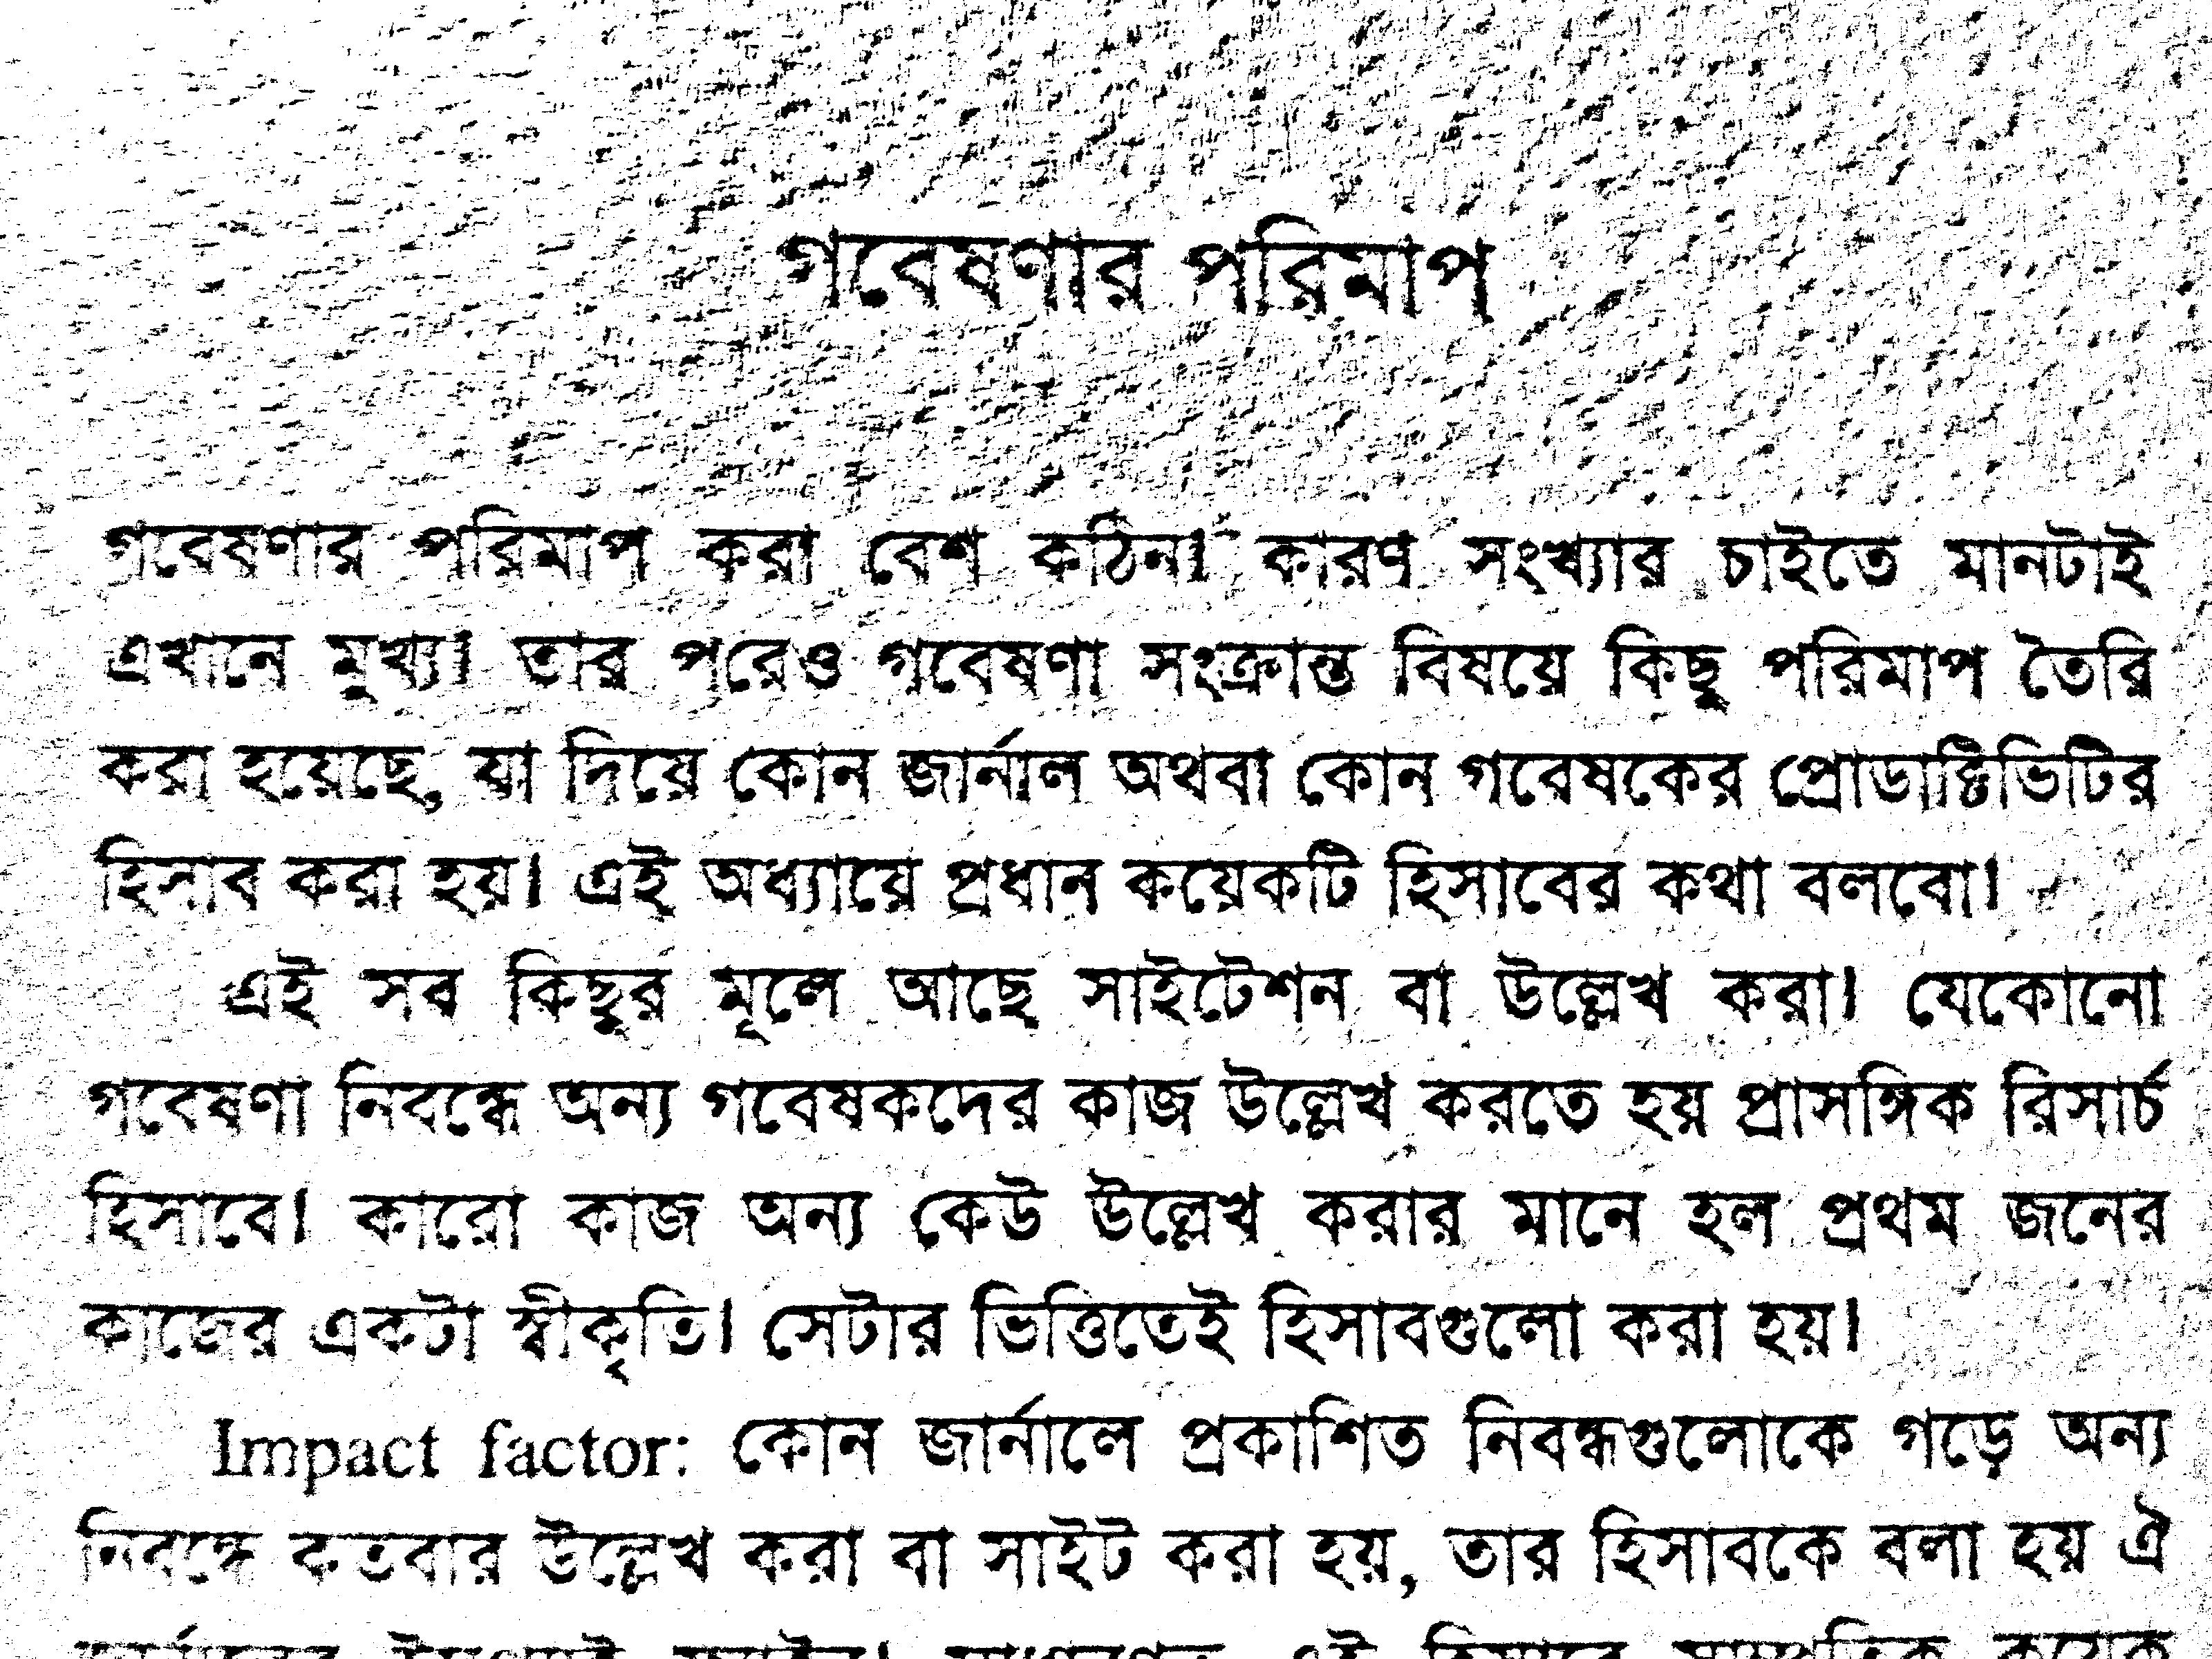 গবেষণার পরিমাপ
গবেষণার পরিমাপ করা বেশ কঠিন। কারণ সংখ্যার চাইতে মানটাই
এখানে মুখ্য। তার পরেও গবেষণা সংক্রান্ত বিষয়ে কিছু পরিমাপ তৈরি
করা হয়েছে, যা দিয়ে কোন জার্নাল অথবা কোন গবেষকের প্রোডাক্টিভিটির
হিসাব করা হয়। এই অধ্যায়ে প্রধান কয়েকটি হিসাবের কথা বলবো।
এই সব কিছুর মূলে আছে সাইটেশন বা উল্লেখ করা। যেকোনো
গবেষণা নিবন্ধে অন্য গবেষকদের কাজ উল্লেখ করতে হয় প্রাসঙ্গিক রিসার্চ
হিসাবে। কারো কাজ অন্য কেউ উল্লেখ করার মানে হল প্রথম জনের
কাজের একটা স্বীকৃতি। সেটার ভিত্তিতেই হিসাবগুলো করা হয়।
Impact factor: কোন জার্নালে প্রকাশিত নিবন্ধগুলোকে গড়ে অন্য
নিবন্ধে কতবার উল্লেখ করা বা সাইট করা হয়, তার হিসাবকে বলা হয় ঐ